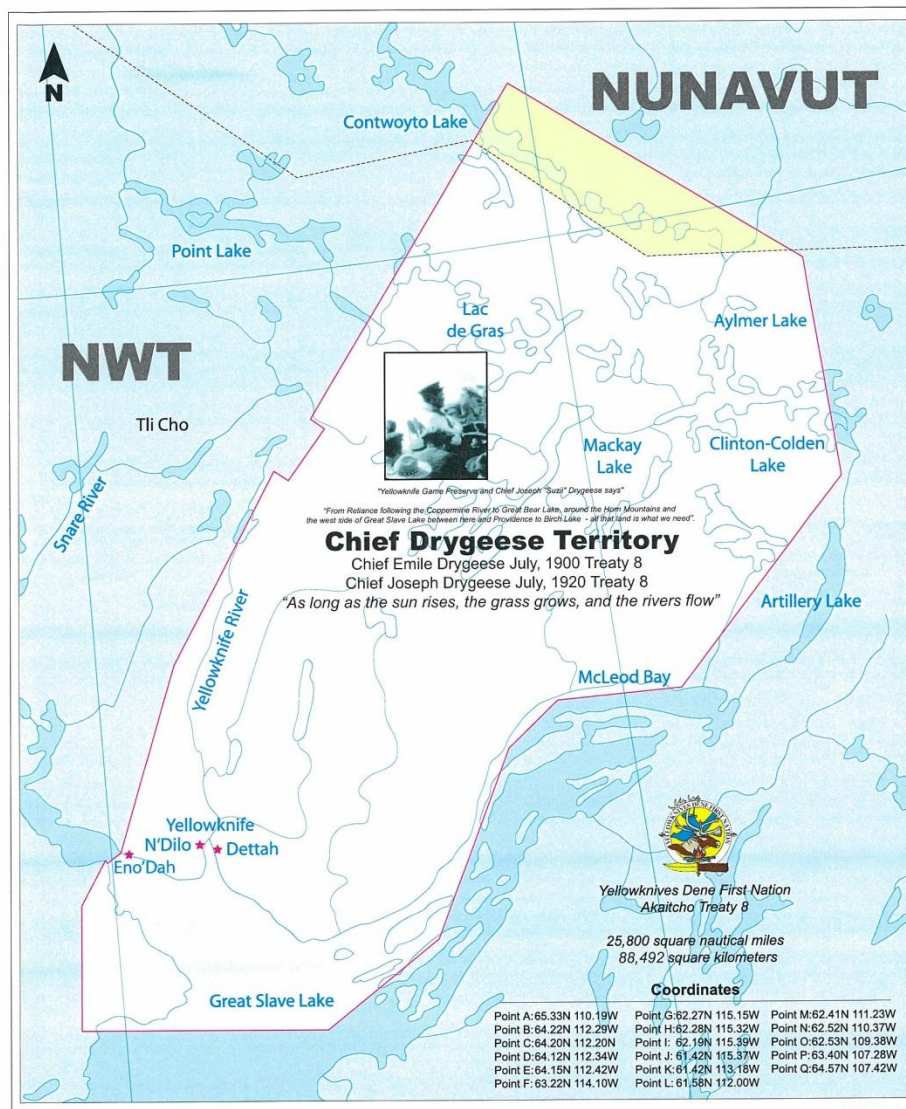 N
NUNAVUT
Contwoyto Lake
Point Lake
Lac
de Gras
Aylmer Lake
NWT
Tli Cho
Mackay
Lake
Clinton-Colden
Lake
Snare River
"Yellowknife Game Preserve and Chief Joseph "Suzii" Drygeese says"
"From Reliance following the Coppermine River to Great Bear Lake, around the Horn Mountains and
the west side of Great Slave Lake between here and Providence to Birch Lake - all that land is what we need".
Chief Drygeese Territory
Chief Emile Drygeese July, 1900 Treaty 8
Chief Joseph Drygeese July, 1920 Treaty 8
"As long as the sun rises, the grass grows, and the rivers flow"
Artillery Lake
Yellowknife River
McLeod Bay
Yellowknife
N'Dilo
Dettah
Eno'Dah
YELLOWKNIVES DENE FIRST NATION
Yellowknives Dene First Nation
Akaitcho Treaty 8
25,800 square nautical miles
88,492 square kilometers
Great Slave Lake
Coordinates
Point A:65.33N 110.19W
Point B:64.22N 112.29W
Point C:64.20N 112.20N
Point D:64.12N 112.34W
Point E:64.15N 112.42W
Point F:63.22N 114.10W
Point G:62.27N 115.15W
Point H:62.28N 115.32W
Point I: 62.19N 115.39W
Point J: 61.42N 115.37W
Point K:61.42N 113.18W
Point L:61.58N 112.00W
Point M:62.41N 111.23W
Point N:62.52N 110.37W
Point O:62.53N 109.38W
Point P:63.40N 107.28W
Point Q:64.57N 107.42W